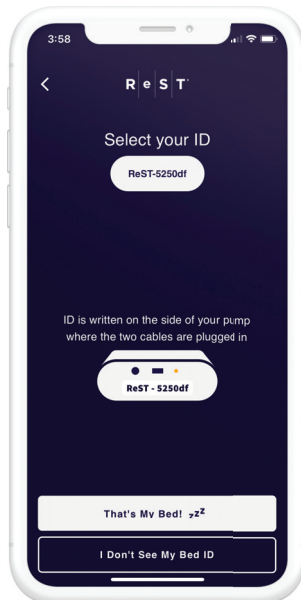 3:58
ReST
Select your ID
ReST-5250df
ID is written on the side of your pump
where the two cables are plugged in
ReST - 5250df
That's My Bed! zzZ
I Don't See My Bed ID